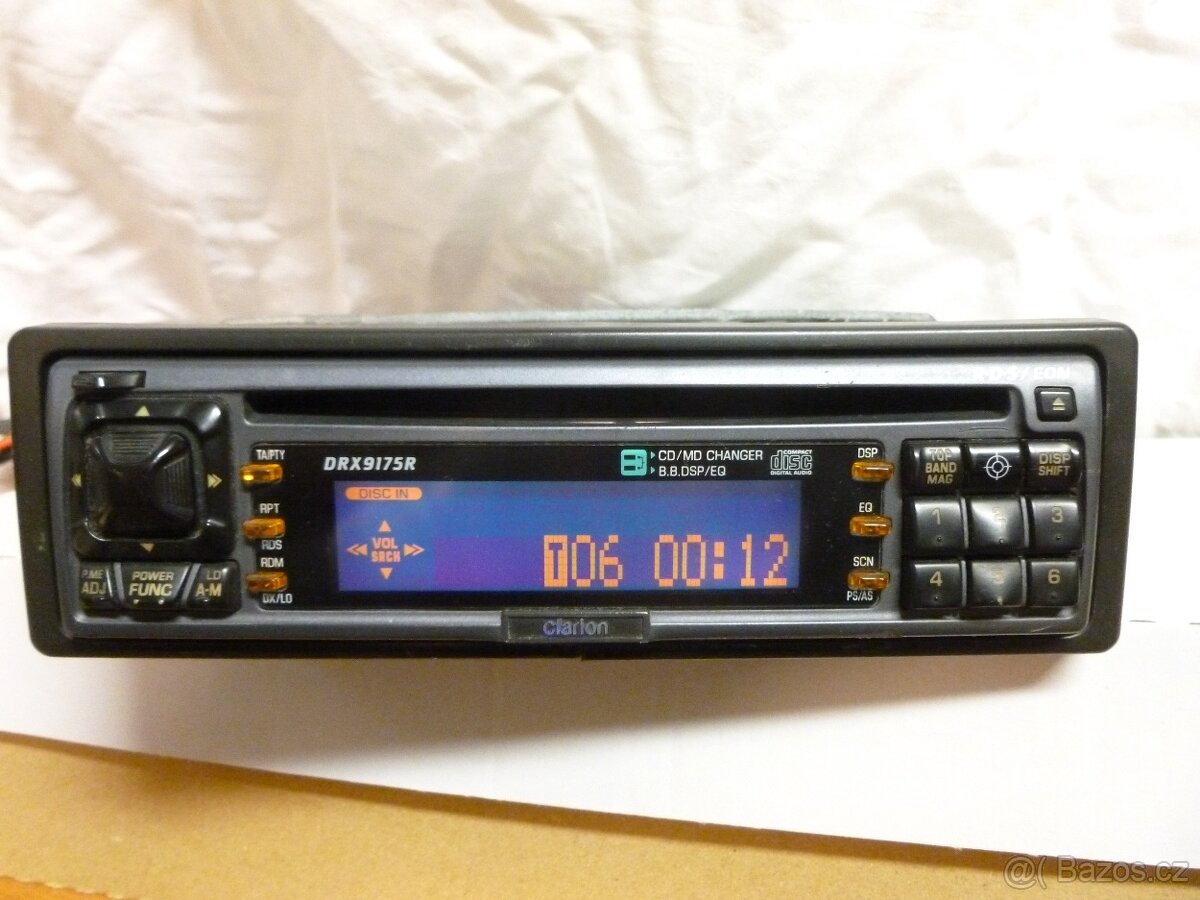 TA/PTY
RPT
RDS
RDM
DX/LO
P.ME
ADJ
POWER
FUNC
LD
A-M
DRX9175R
CD/MD CHANGER
B.B.DSP/EQ
COMPACT
disc
DIGITAL AUDIO
DISC IN
VOL
SRCH
T06 00:12
clarion
DSP
EQ
SCN
PS/AS
TOP
BAND
MAG
DISP
SHIFT
1 2 3
4 5 6
@( Bazos.cz